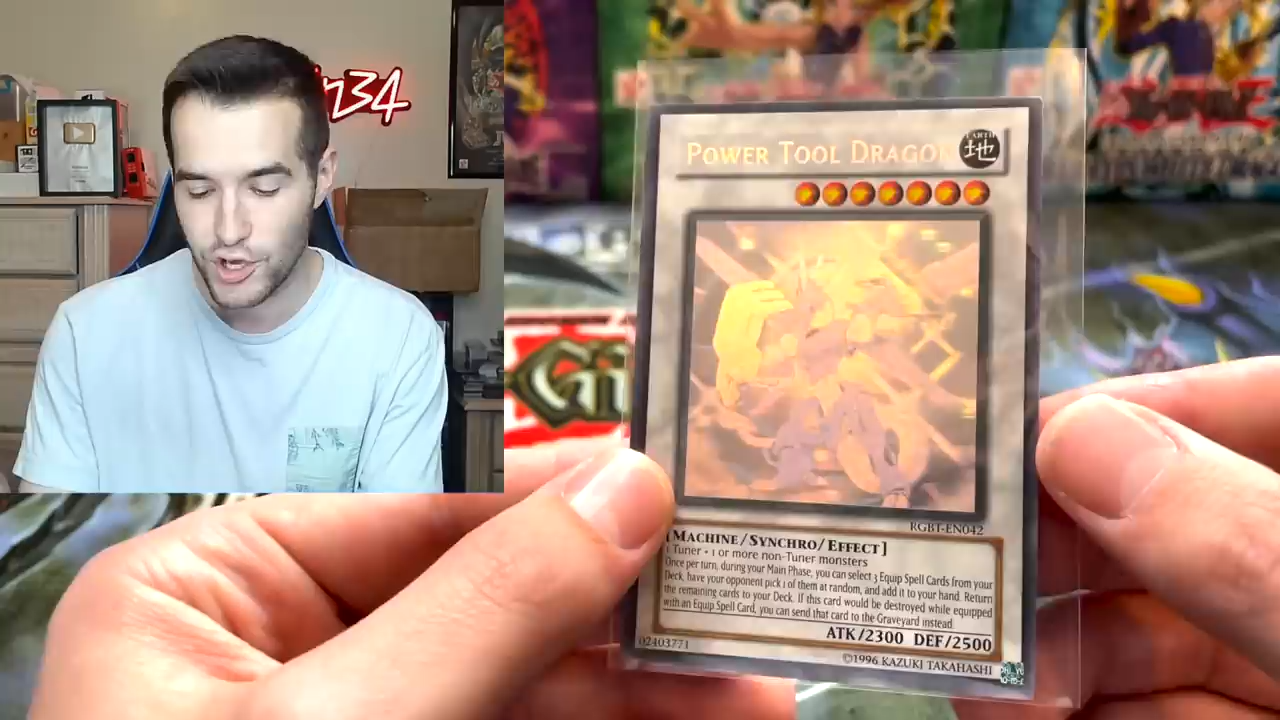 r34
POWER TOOL DRAGON
EARTH
地
RGBT-EN042
[MACHINE/SYNCHRO/EFFECT]
1 Tuner + 1 or more non-Tuner monsters
Once per turn, during your Main Phase, you can select 3 Equip Spell Cards from your
Deck, have your opponent pick 1 of them at random, and add it to your hand. Return
the remaining cards to your Deck. If this card would be destroyed while equipped
with an Equip Spell Card, you can send that card to the Graveyard instead.
ATK/2300 DEF/2500
02403771
©1996 KAZUKI TAKAHASHI